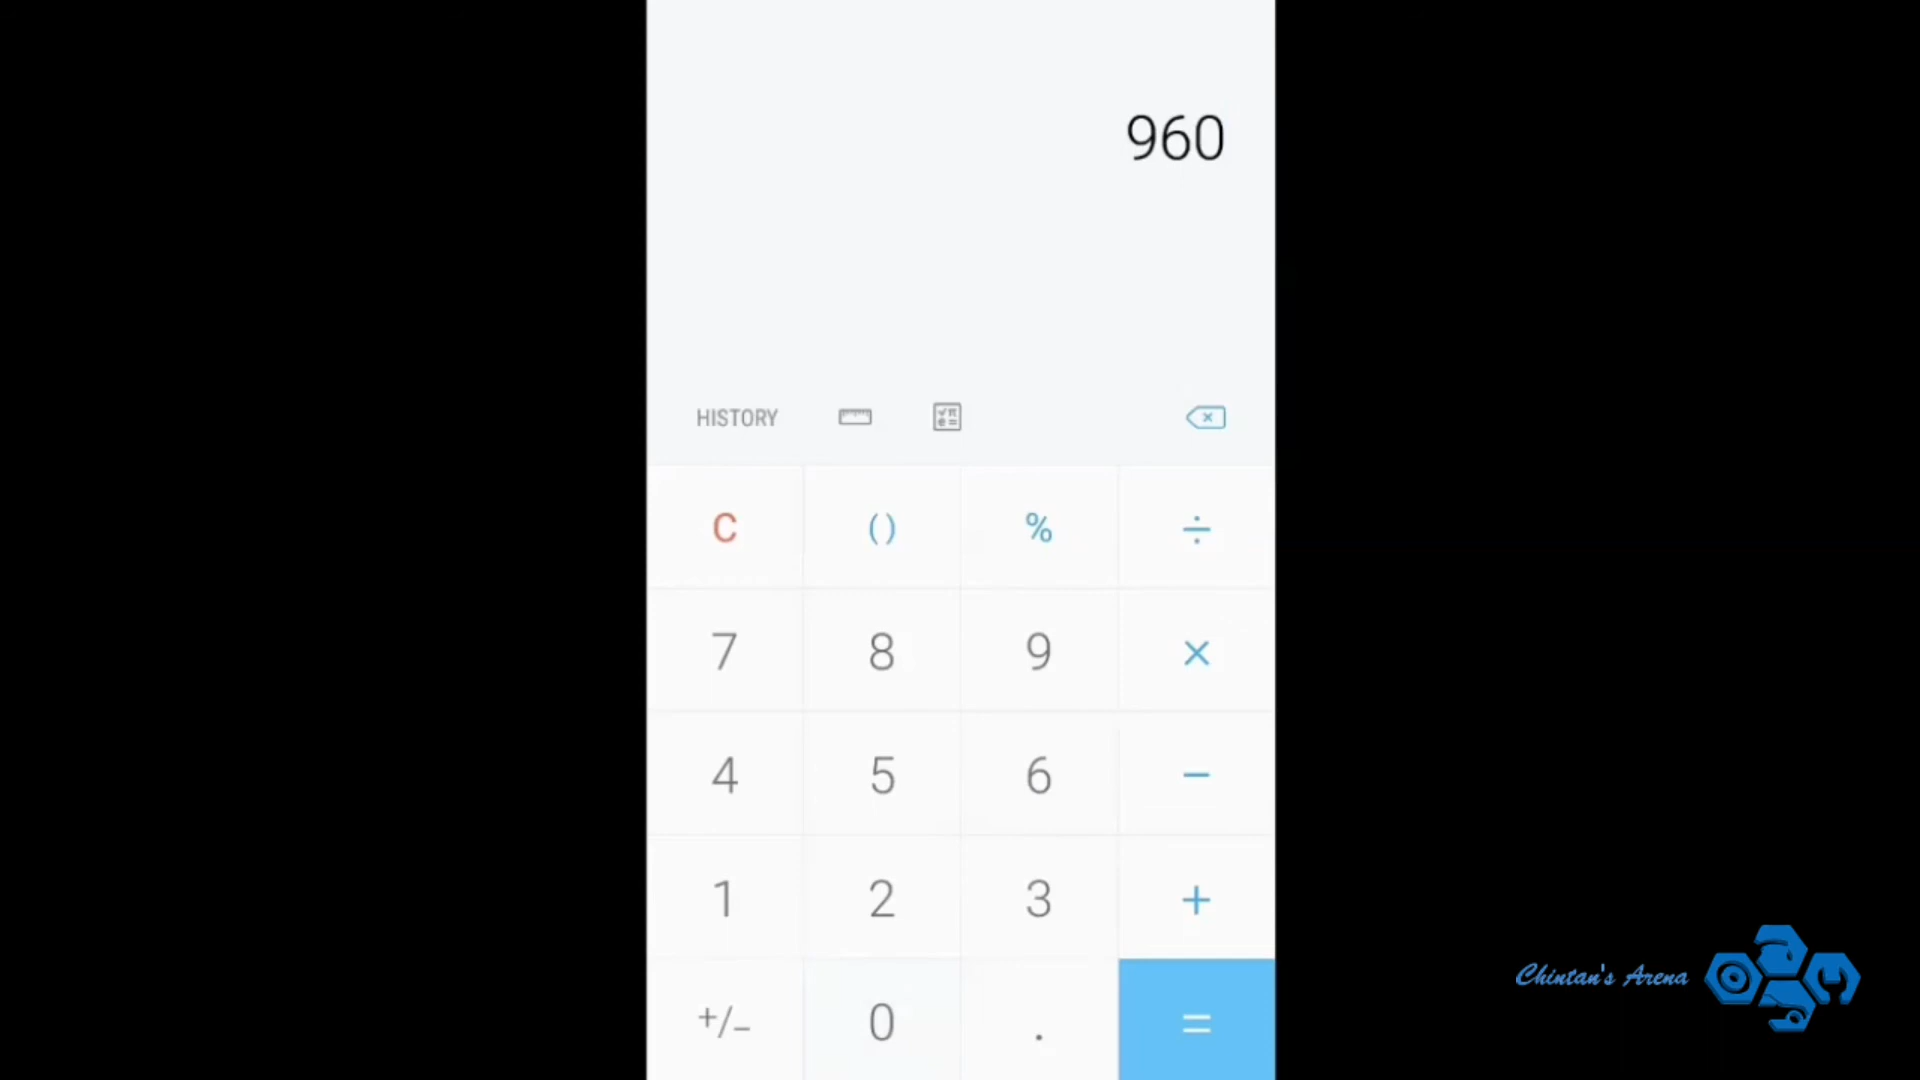 960
HISTORY
C ( ) % ÷
7 8 9 ×
4 5 6 −
1 2 3 +
+/− 0 . =
Chintan's Arena